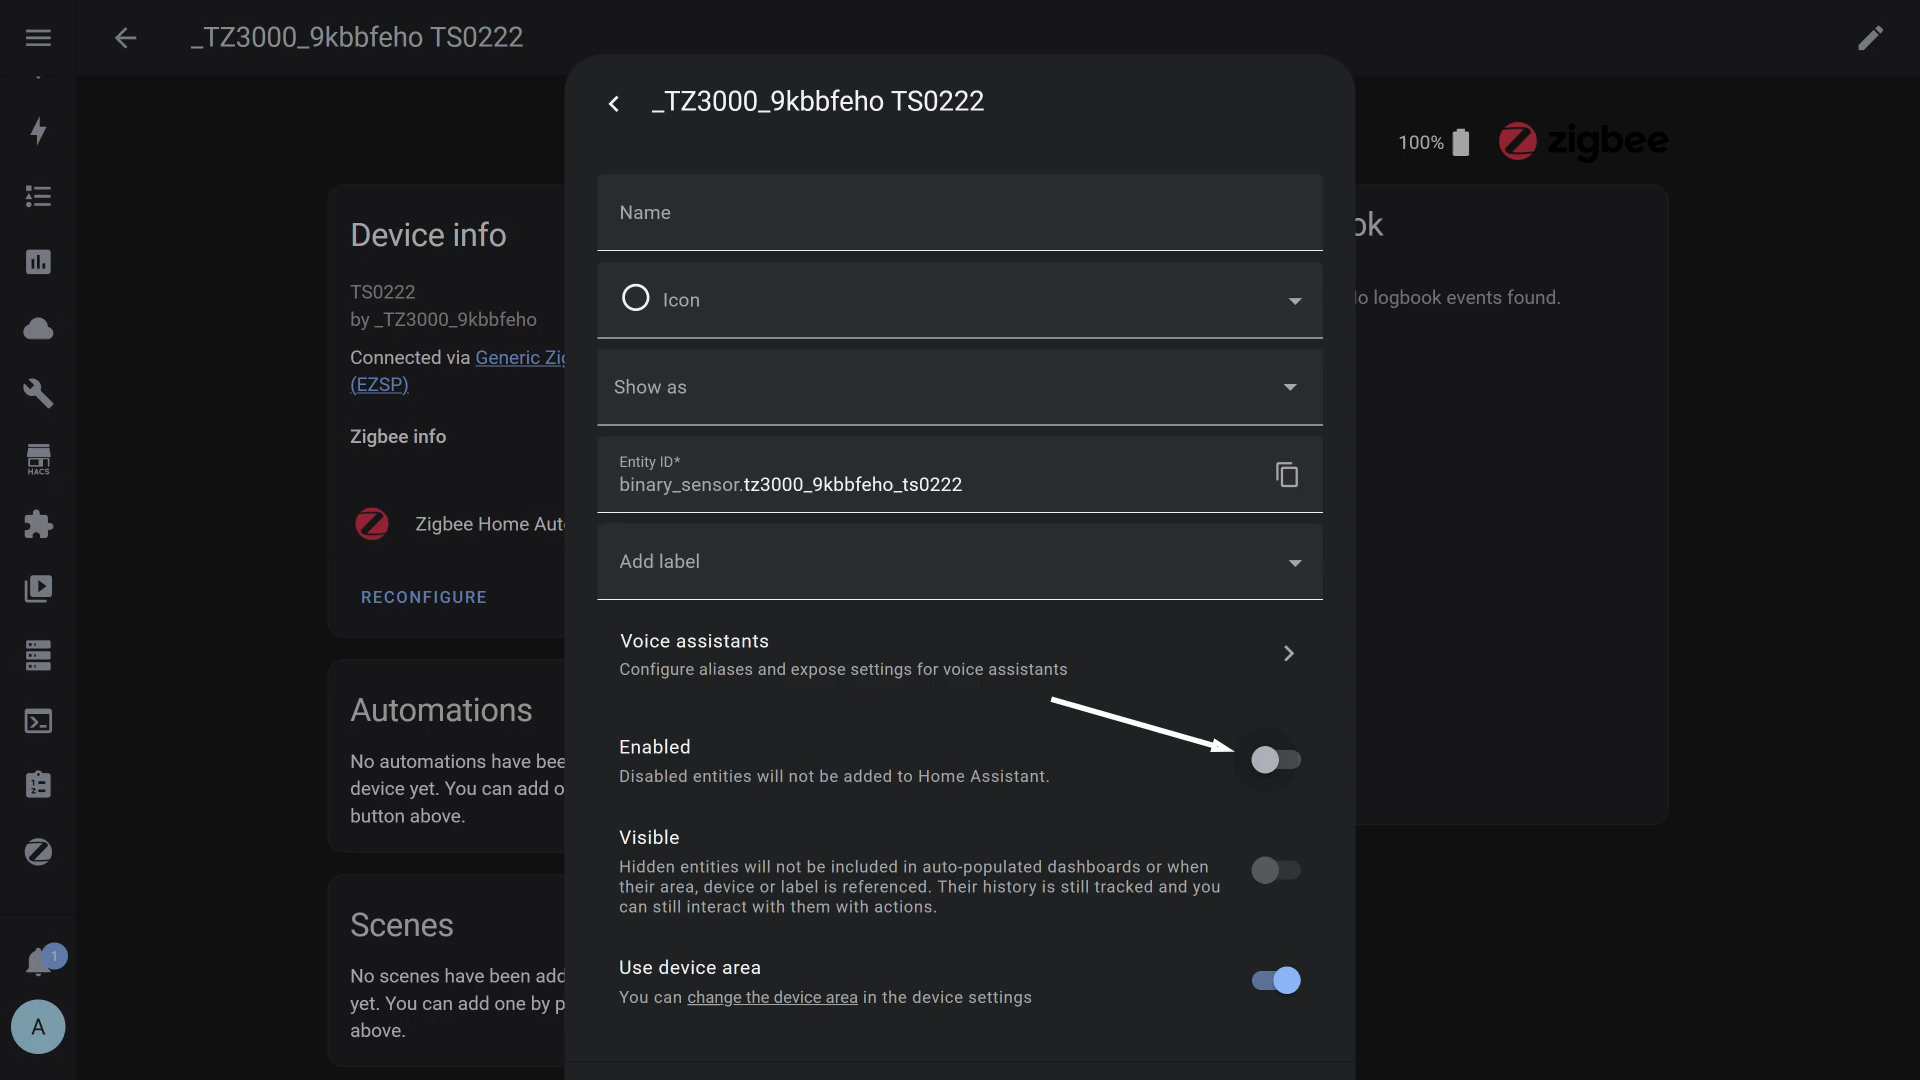 _TZ3000_9kbbfeho TS0222
_TZ3000_9kbbfeho TS0222
100%
zigbee
Device info
TS0222
by _TZ3000_9kbbfeho
Connected via Generic Zig
(EZSP)
Zigbee info
Zigbee Home Auto
RECONFIGURE
Automations
No automations have bee
device yet. You can add o
button above.
Scenes
No scenes have been add
yet. You can add one by p
above.
HACS
1
A
Name
Icon
Show as
Entity ID*
binary_sensor.tz3000_9kbbfeho_ts0222
Add label
Voice assistants
Configure aliases and expose settings for voice assistants
Enabled
Disabled entities will not be added to Home Assistant.
Visible
Hidden entities will not be included in auto-populated dashboards or when
their area, device or label is referenced. Their history is still tracked and you
can still interact with them with actions.
Use device area
You can change the device area in the device settings
ok
lo logbook events found.